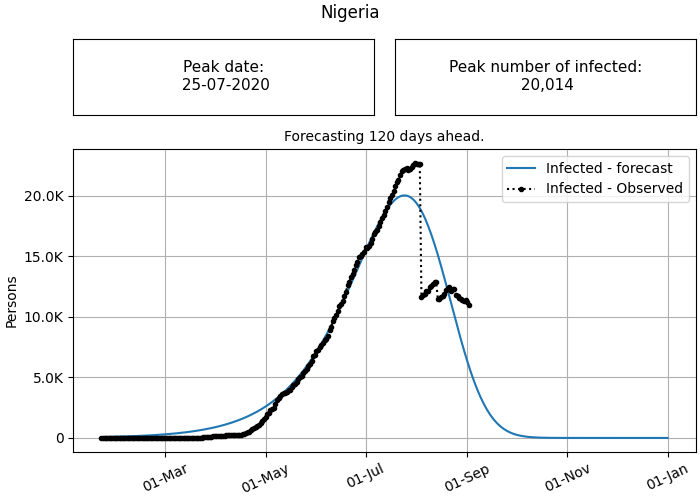 Nigeria
Peak date:
25-07-2020
Peak number of infected:
20,014
Forecasting 120 days ahead.
Infected - forecast
Infected - Observed
Persons
20.0K
15.0K
10.0K
5.0K
0
01-Mar
01-May
01-Jul
01-Sep
01-Nov
01-Jan